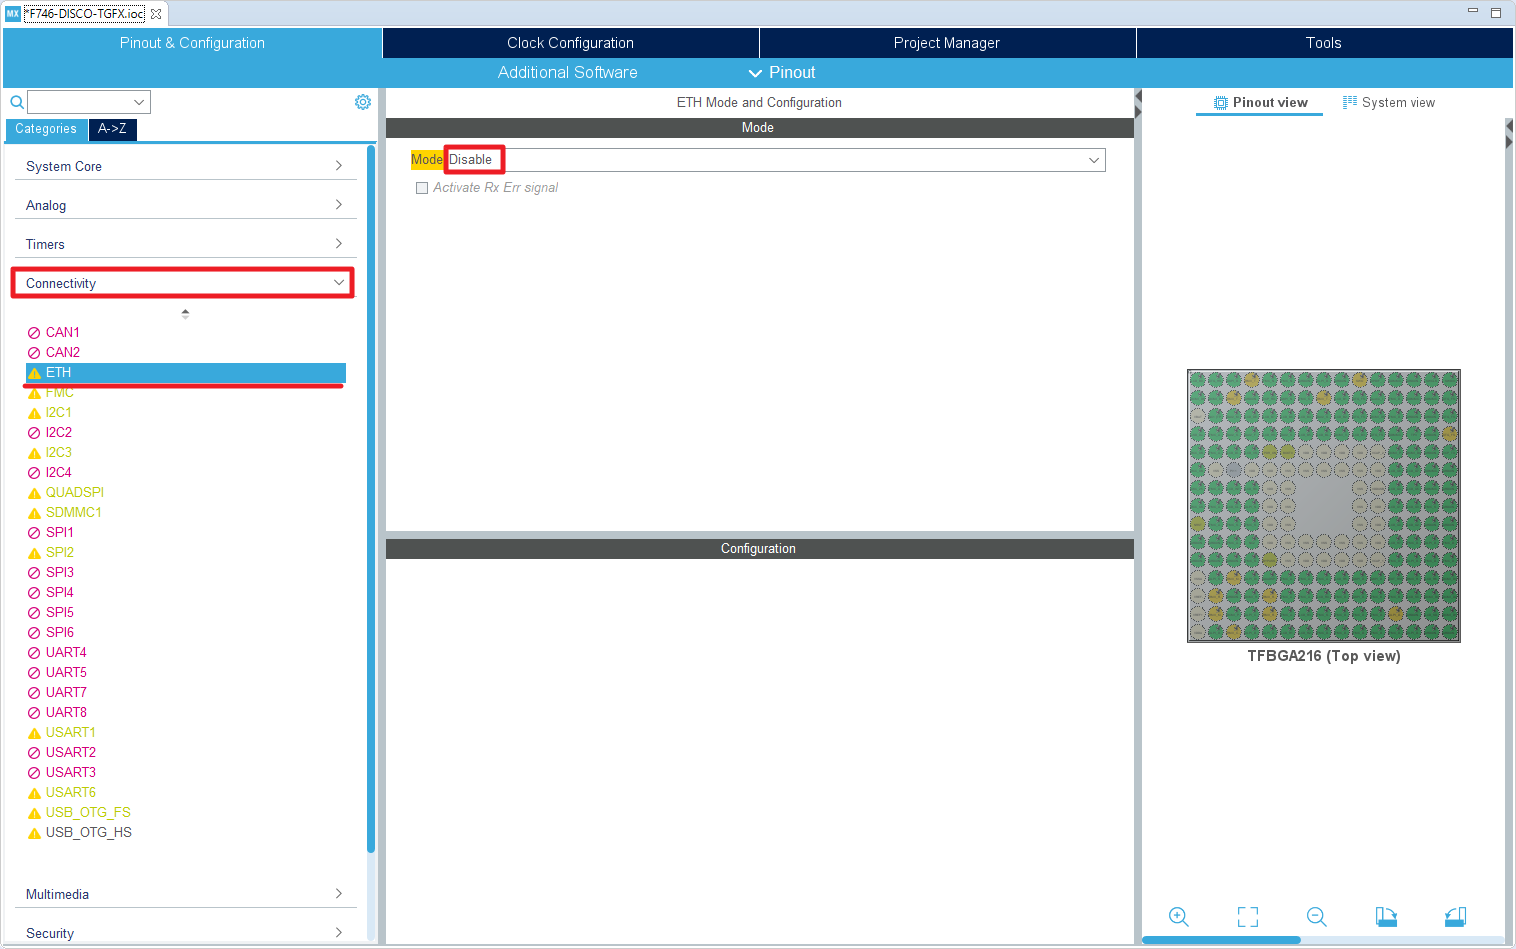 MX *F746-DISCO-TGFX.ioc
Pinout & Configuration
Clock Configuration
Project Manager
Tools
Additional Software
Pinout
Categories
A->Z
System Core
Analog
Timers
Connectivity
CAN1
CAN2
ETH
FMC
I2C1
I2C2
I2C3
I2C4
QUADSPI
SDMMC1
SPI1
SPI2
SPI3
SPI4
SPI5
SPI6
UART4
UART5
UART7
UART8
USART1
USART2
USART3
USART6
USB_OTG_FS
USB_OTG_HS
Multimedia
Security
ETH Mode and Configuration
Mode
Mode Disable
Activate Rx Err signal
Configuration
Pinout view
System view
TFBGA216 (Top view)